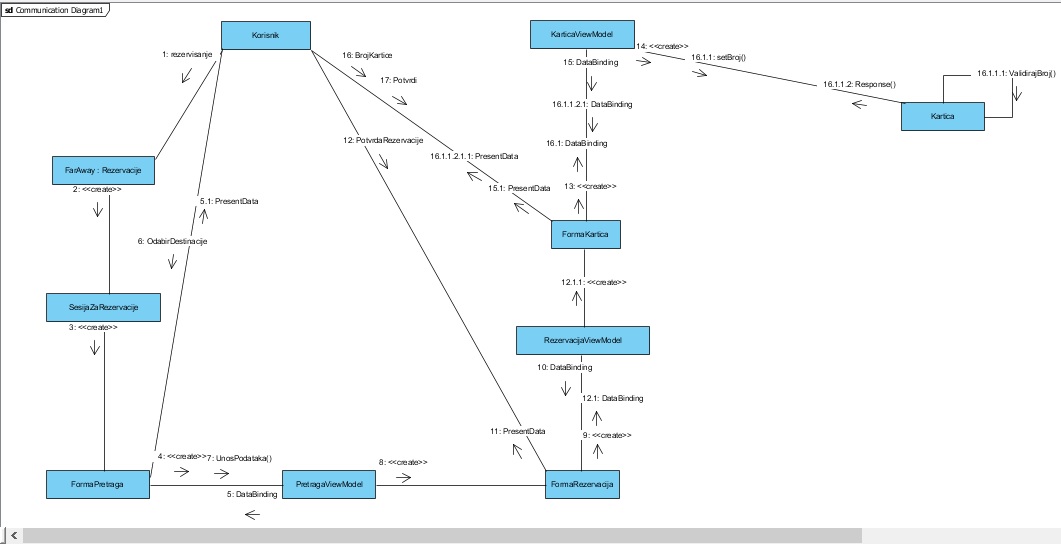 sd Communication Diagram1
Korisnik
KarticaViewModel
14: <<create>>
1: rezervisanje
16: BrojKartice
15: DataBinding
16.1.1: setBroj()
17: Potvrdi
16.1.1.1: ValidirajBroj()
16.1.1.2: Response()
16.1.1.2.1: DataBinding
Kartica
12: PotvrdaRezervacije
16.1: DataBinding
16.1.1.2.1.1: PresentData
FarAway : Rezervacije
2: <<create>>
15.1: PresentData
13: <<create>>
5.1: PresentData
FormaKartica
6: OdabirDestinacije
12.1.1: <<create>>
SesijaZaRezervacije
3: <<create>>
RezervacijaViewModel
10: DataBinding
12.1: DataBinding
11: PresentData
9: <<create>>
4: <<create>>
7: UnosPodataka()
8: <<create>>
FormaPretraga
PretragaViewModel
FormaRezervacija
5: DataBinding